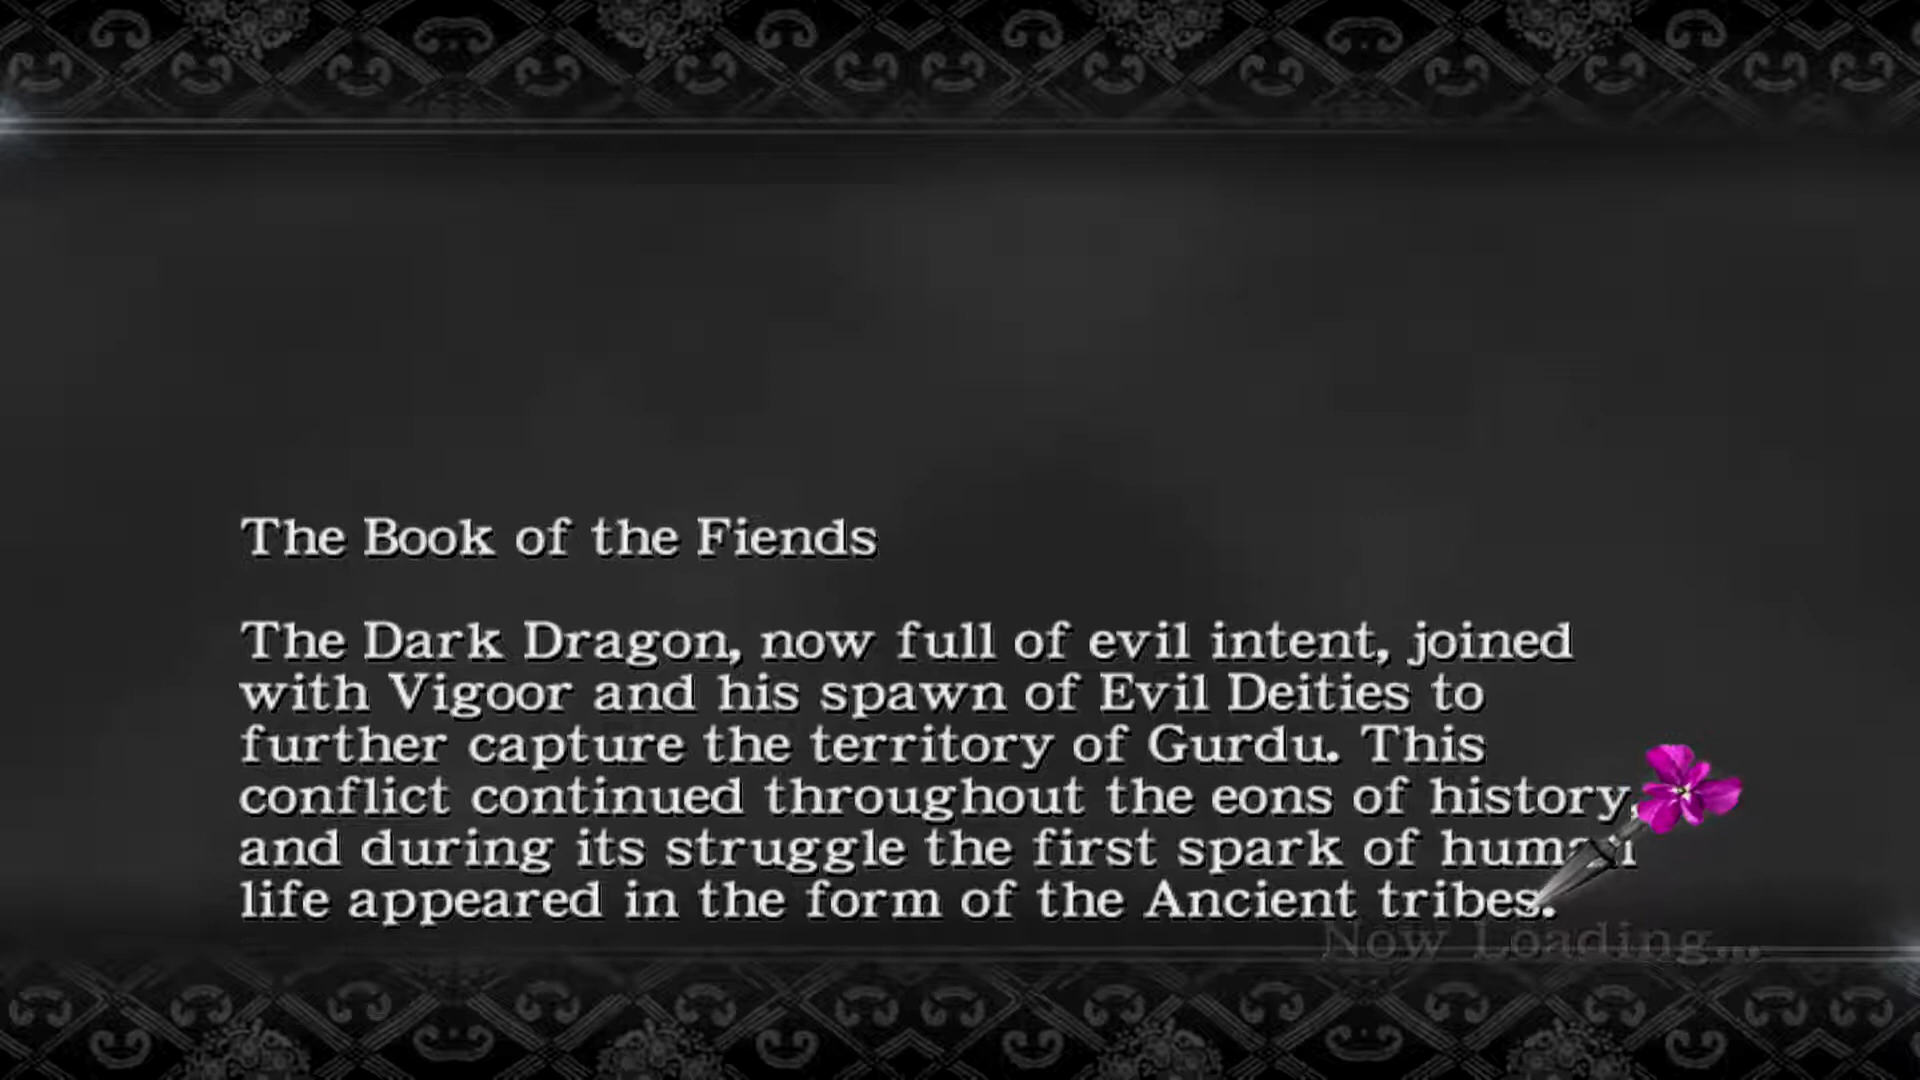 The Book of the Fiends
The Dark Dragon, now full of evil intent, joined
with Vigoor and his spawn of Evil Deities to
further capture the territory of Gurdu. This
conflict continued throughout the eons of history,
and during its struggle the first spark of human
life appeared in the form of the Ancient tribes.
Now Loading...